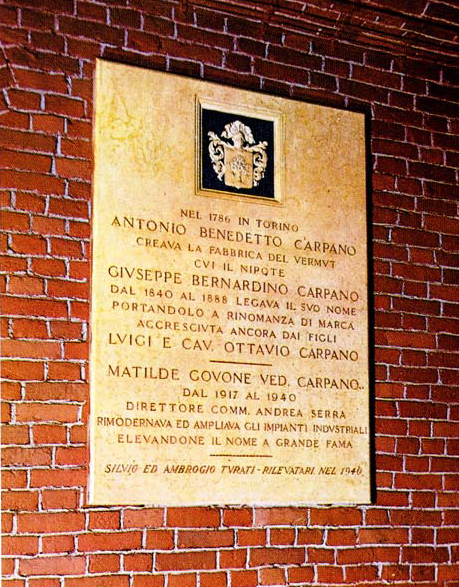 NEL 1786 IN TORINO
ANTONIO BENEDETTO CARPANO
CREAVA LA FABBRICA DEL VERMVT
CVI IL NIPOTE
GIVSEPPE BERNARDINO CARPANO
DAL 1840 AL 1888 LEGAVA IL SVO NOME
PORTANDOLO A RINOMANZA DI MARCA
ACCRESCIVTA ANCORA DAI FIGLI
LVIGI E CAV. OTTAVIO CARPANO
MATILDE GOVONE VED. CARPANO
DAL 1917 AL 1940
DIRETTORE COMM. ANDREA SERRA
RIMODERNAVA ED AMPLIAVA GLI IMPIANTI INDVSTRIALI
ELEVANDONE IL NOME A GRANDE FAMA
SILVIO ED AMBROGIO TVRATI - RILEVATARI NEL 1940